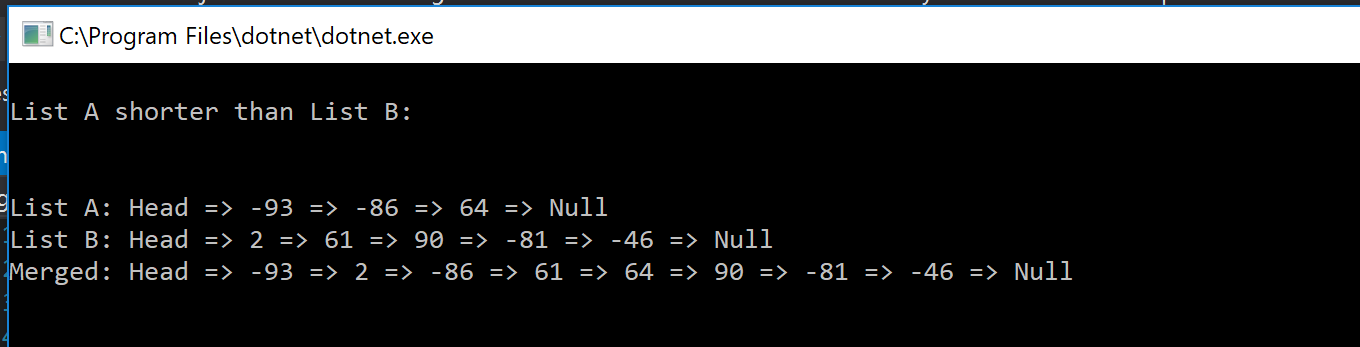 C:\Program Files\dotnet\dotnet.exe
List A shorter than List B:
List A: Head => -93 => -86 => 64 => Null
List B: Head => 2 => 61 => 90 => -81 => -46 => Null
Merged: Head => -93 => 2 => -86 => 61 => 64 => 90 => -81 => -46 => Null